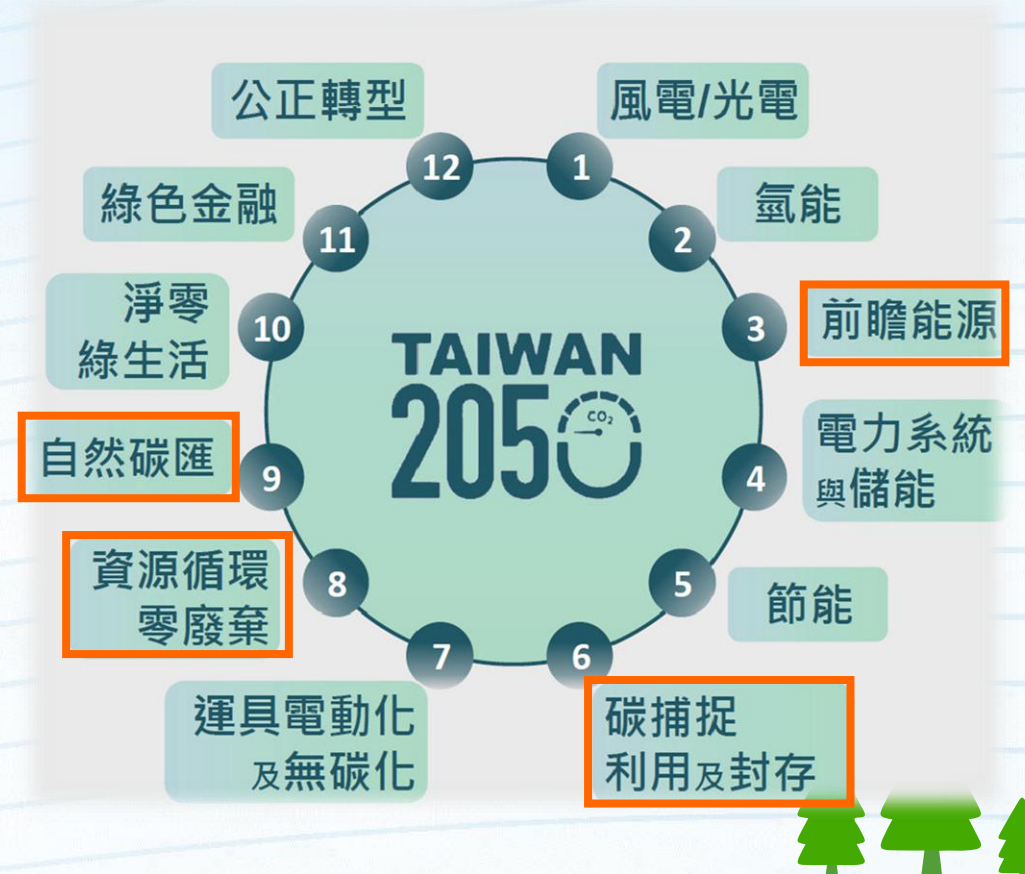 公正轉型
12
風電/光電
1
綠色金融
11
氫能
2
淨零
綠生活
10
前瞻能源
3
TAIWAN
2050
CO₂
自然碳匯
9
電力系統
與儲能
4
資源循環
零廢棄
8
節能
5
運具電動化
及無碳化
7
碳捕捉
利用及封存
6